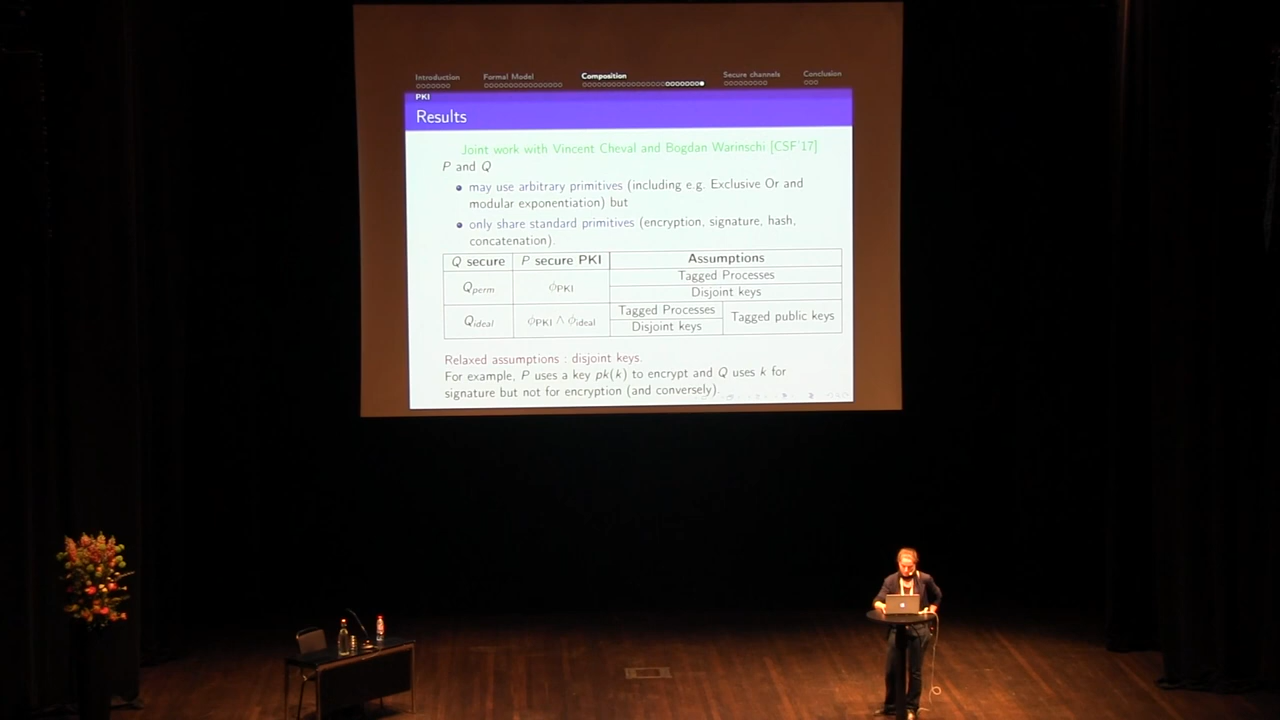 Introduction Formal Model Composition Secure channels Conclusion
PKI
Results
Joint work with Vincent Cheval and Bogdan Warinschi [CSF'17]
P and Q
may use arbitrary primitives (including e.g. Exclusive Or and
modular exponentiation) but
only share standard primitives (encryption, signature, hash,
concatenation).
Q secure P secure PKI Assumptions
Q_perm ϕ_PKI Tagged Processes
Disjoint keys
Q_ideal ϕ_PKI ∧ ϕ_ideal Tagged Processes Tagged public keys
Disjoint keys
Relaxed assumptions : disjoint keys.
For example, P uses a key pk(k) to encrypt and Q uses k for
signature but not for encryption (and conversely).